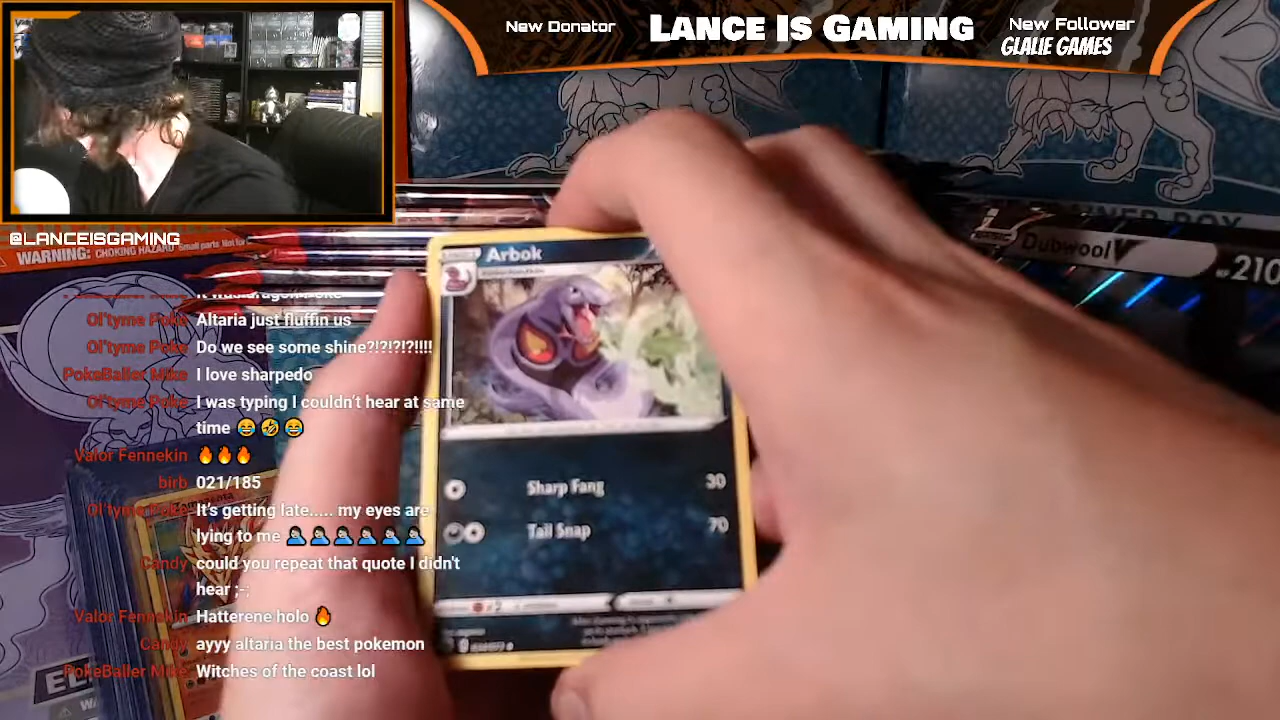 New Donator
LANCE IS GAMING
New Follower
GLALIE GAMES
@LANCEISGAMING
WARNING: CHOKING HAZARD Small parts Not for
Dubwool V
210
Arbok
Sharp Fang 30
Tail Snap 70
Ol'tyme Poke Altaria just fluffin us
Ol'tyme Poke Do we see some shine?!?!?!?!!!!
PokeBaller Mike I love sharpedo
Ol'tyme Poke I was typing I couldn't hear at same
time 😂 🤣 😂
Valor Fennekin 🔥🔥🔥
birb 021/185
Ol'tyme Poke It's getting late..... my eyes are
lying to me 🤦🏻‍♂️🤦🏻‍♂️🤦🏻‍♂️🤦🏻‍♂️🤦🏻‍♂️🤦🏻‍♂️
Candy could you repeat that quote I didn't
hear ;-;
Valor Fennekin Hatterene holo 🔥
Candy ayyy altaria the best pokemon
PokeBaller Mike Witches of the coast lol